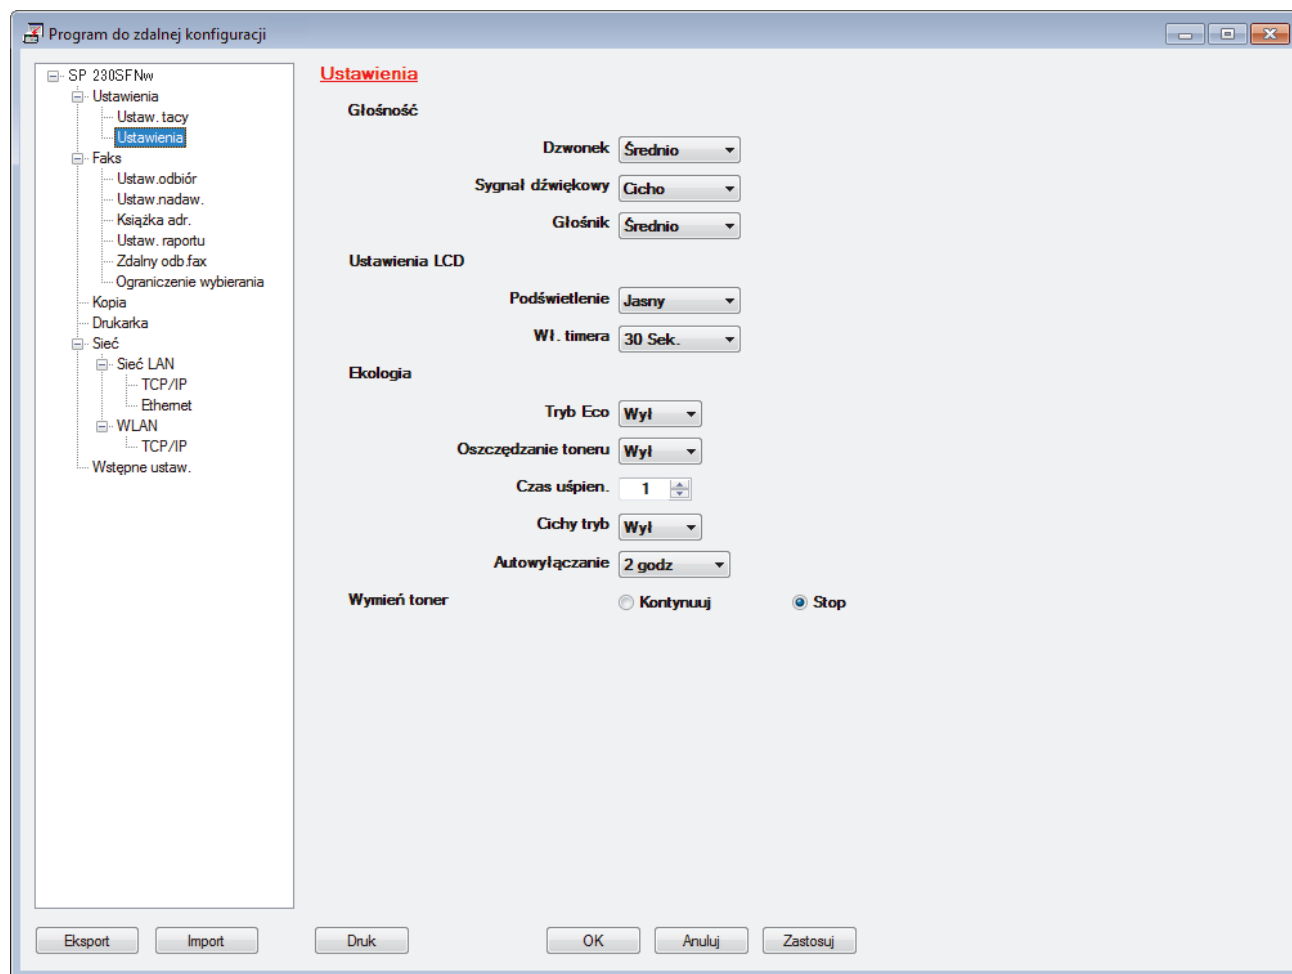 Program do zdalnej konfiguracji
SP 230SFNw
Ustawienia
Ustaw. tacy
Ustawienia
Faks
Ustaw.odbiór
Ustaw.nadaw.
Książka adr.
Ustaw. raportu
Zdalny odb.fax
Ograniczenie wybierania
Kopia
Drukarka
Sieć
Sieć LAN
TCP/IP
Ethernet
WLAN
TCP/IP
Wstępne ustaw.
Ustawienia
Głośność
Dzwonek Średnio
Sygnał dźwiękowy Cicho
Głośnik Średnio
Ustawienia LCD
Podświetlenie Jasny
Wł. timera 30 Sek.
Ekologia
Tryb Eco Wył
Oszczędzanie toneru Wył
Czas uśpien. 1
Cichy tryb Wył
Autowyłączanie 2 godz
Wymień toner Kontynuuj Stop
Eksport Import Druk OK Anuluj Zastosuj